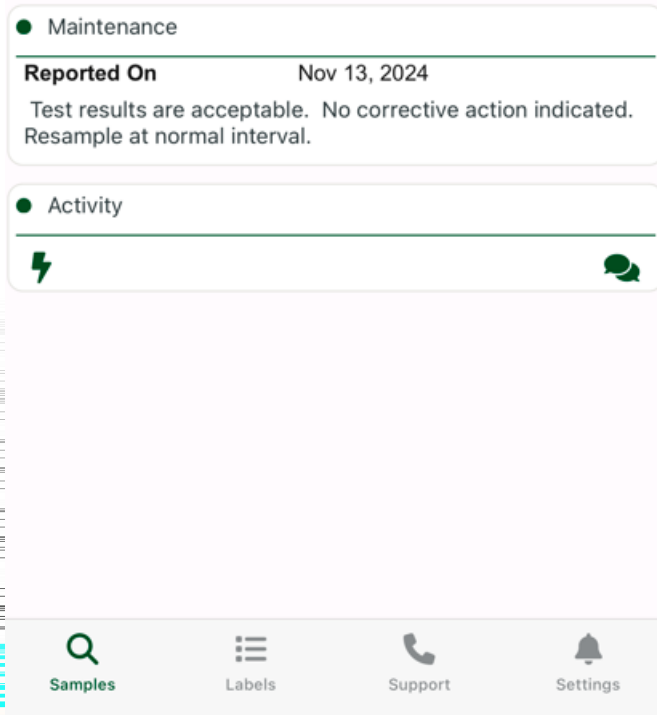 Maintenance
Reported On Nov 13, 2024
Test results are acceptable.  No corrective action indicated.
Resample at normal interval.
Activity
Samples Labels Support Settings